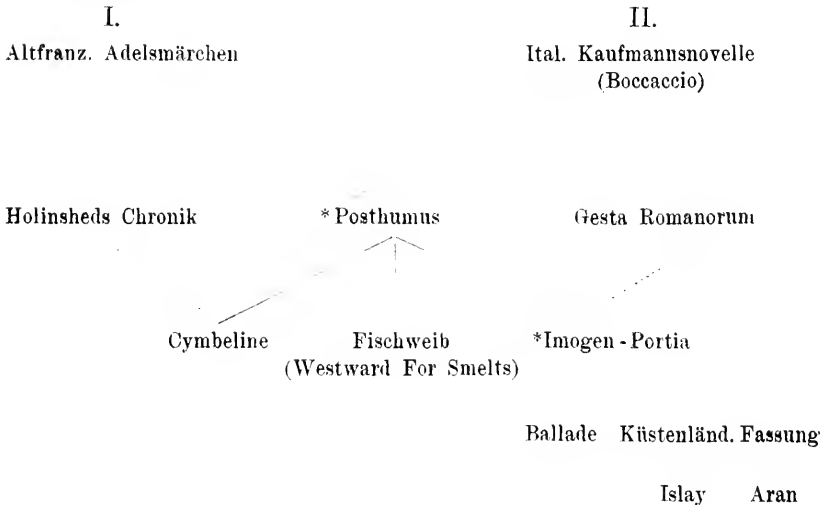 I. II.
Altfranz. Adelsmärchen Ital. Kaufmannsnovelle
(Boccaccio)
Holinsheds Chronik *Posthumus Gesta Romanorum
Cymbeline Fischweib *Imogen-Portia
(Westward For Smelts)
Ballade Küstenländ. Fassung
Islay Aran